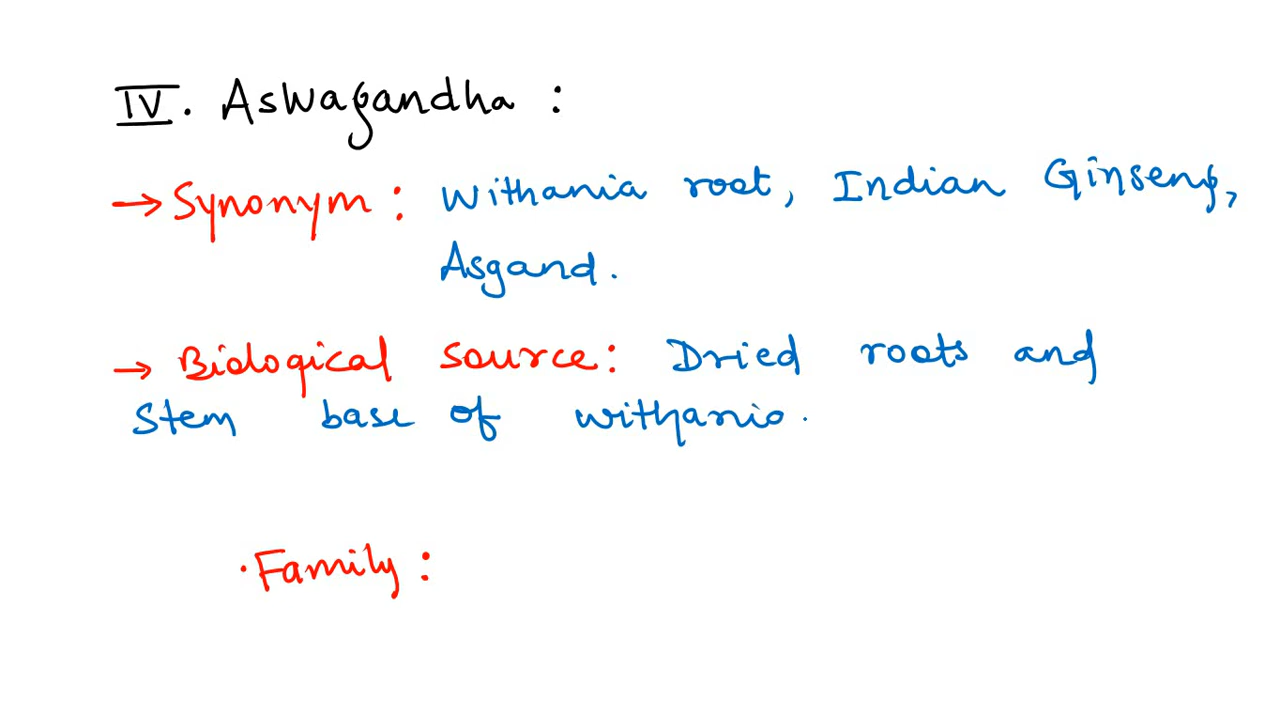 IV. Aswagandha :
→ Synonym : Withania root, Indian Ginseng,
Asgand.
→ Biological source : Dried roots and
stem base of withanio.
. Family :